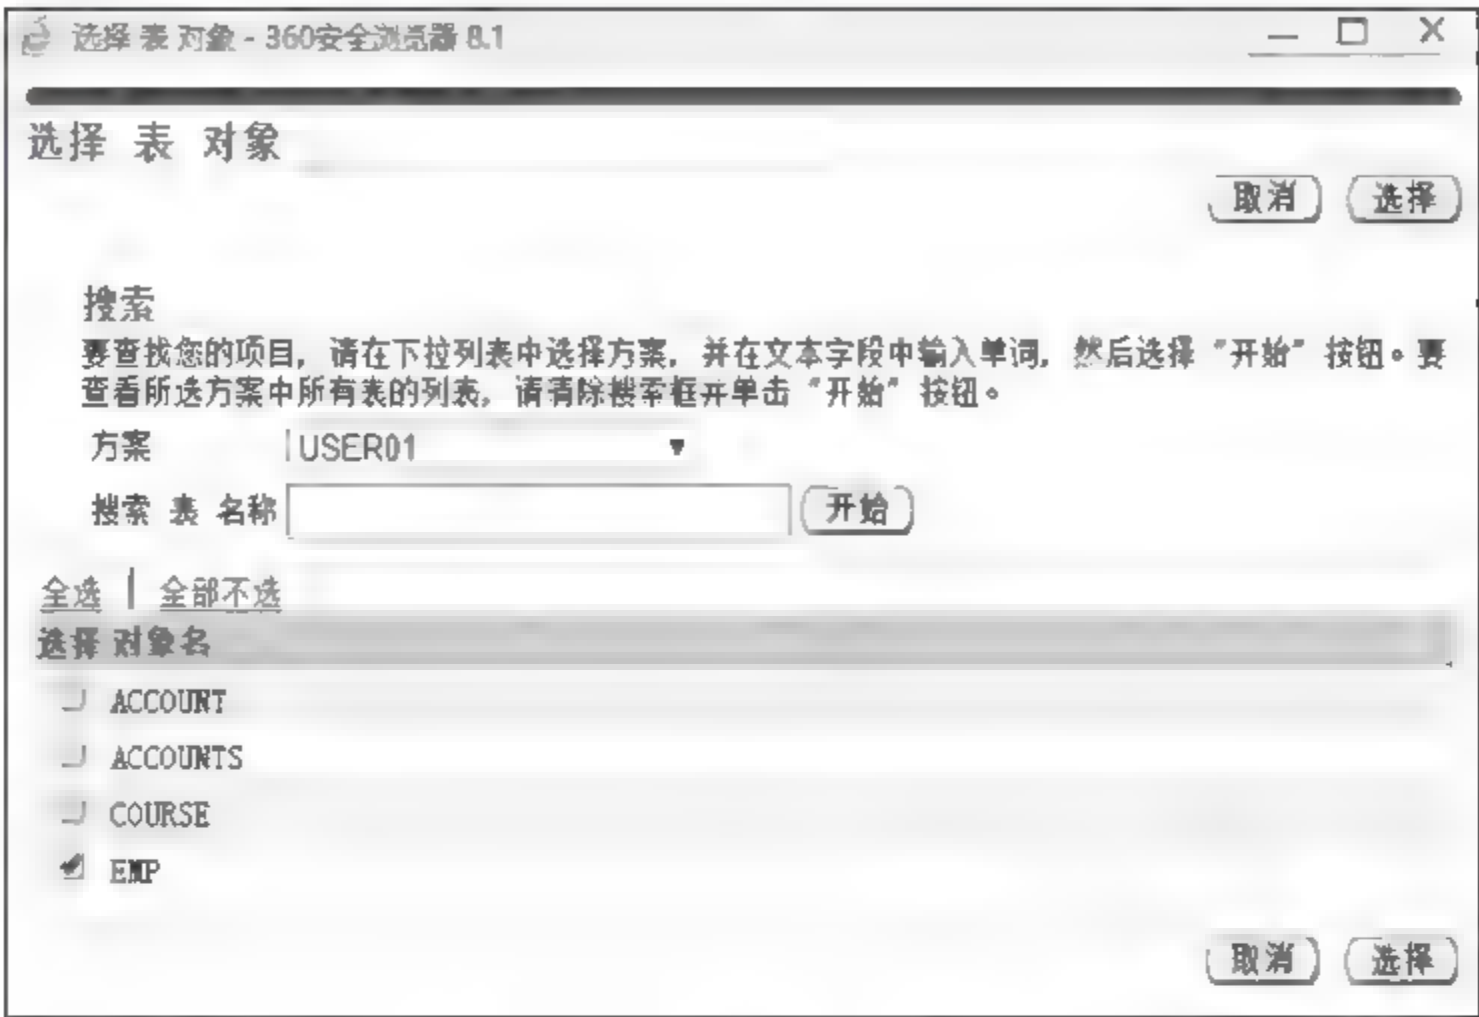 选择 表 对象 - 360安全浏览器 8.1
选择 表 对象
取消 选择
搜索
要查找您的项目，请在下拉列表中选择方案，并在文本字段中输入单词，然后选择 "开始" 按钮。要
查看所选方案中所有表的列表，请清除搜索框并单击 "开始" 按钮。
方案 USER01
搜索 表 名称 开始
全选 | 全部不选
选择 对象名
ACCOUNT
ACCOUNTS
COURSE
EMP
取消 选择